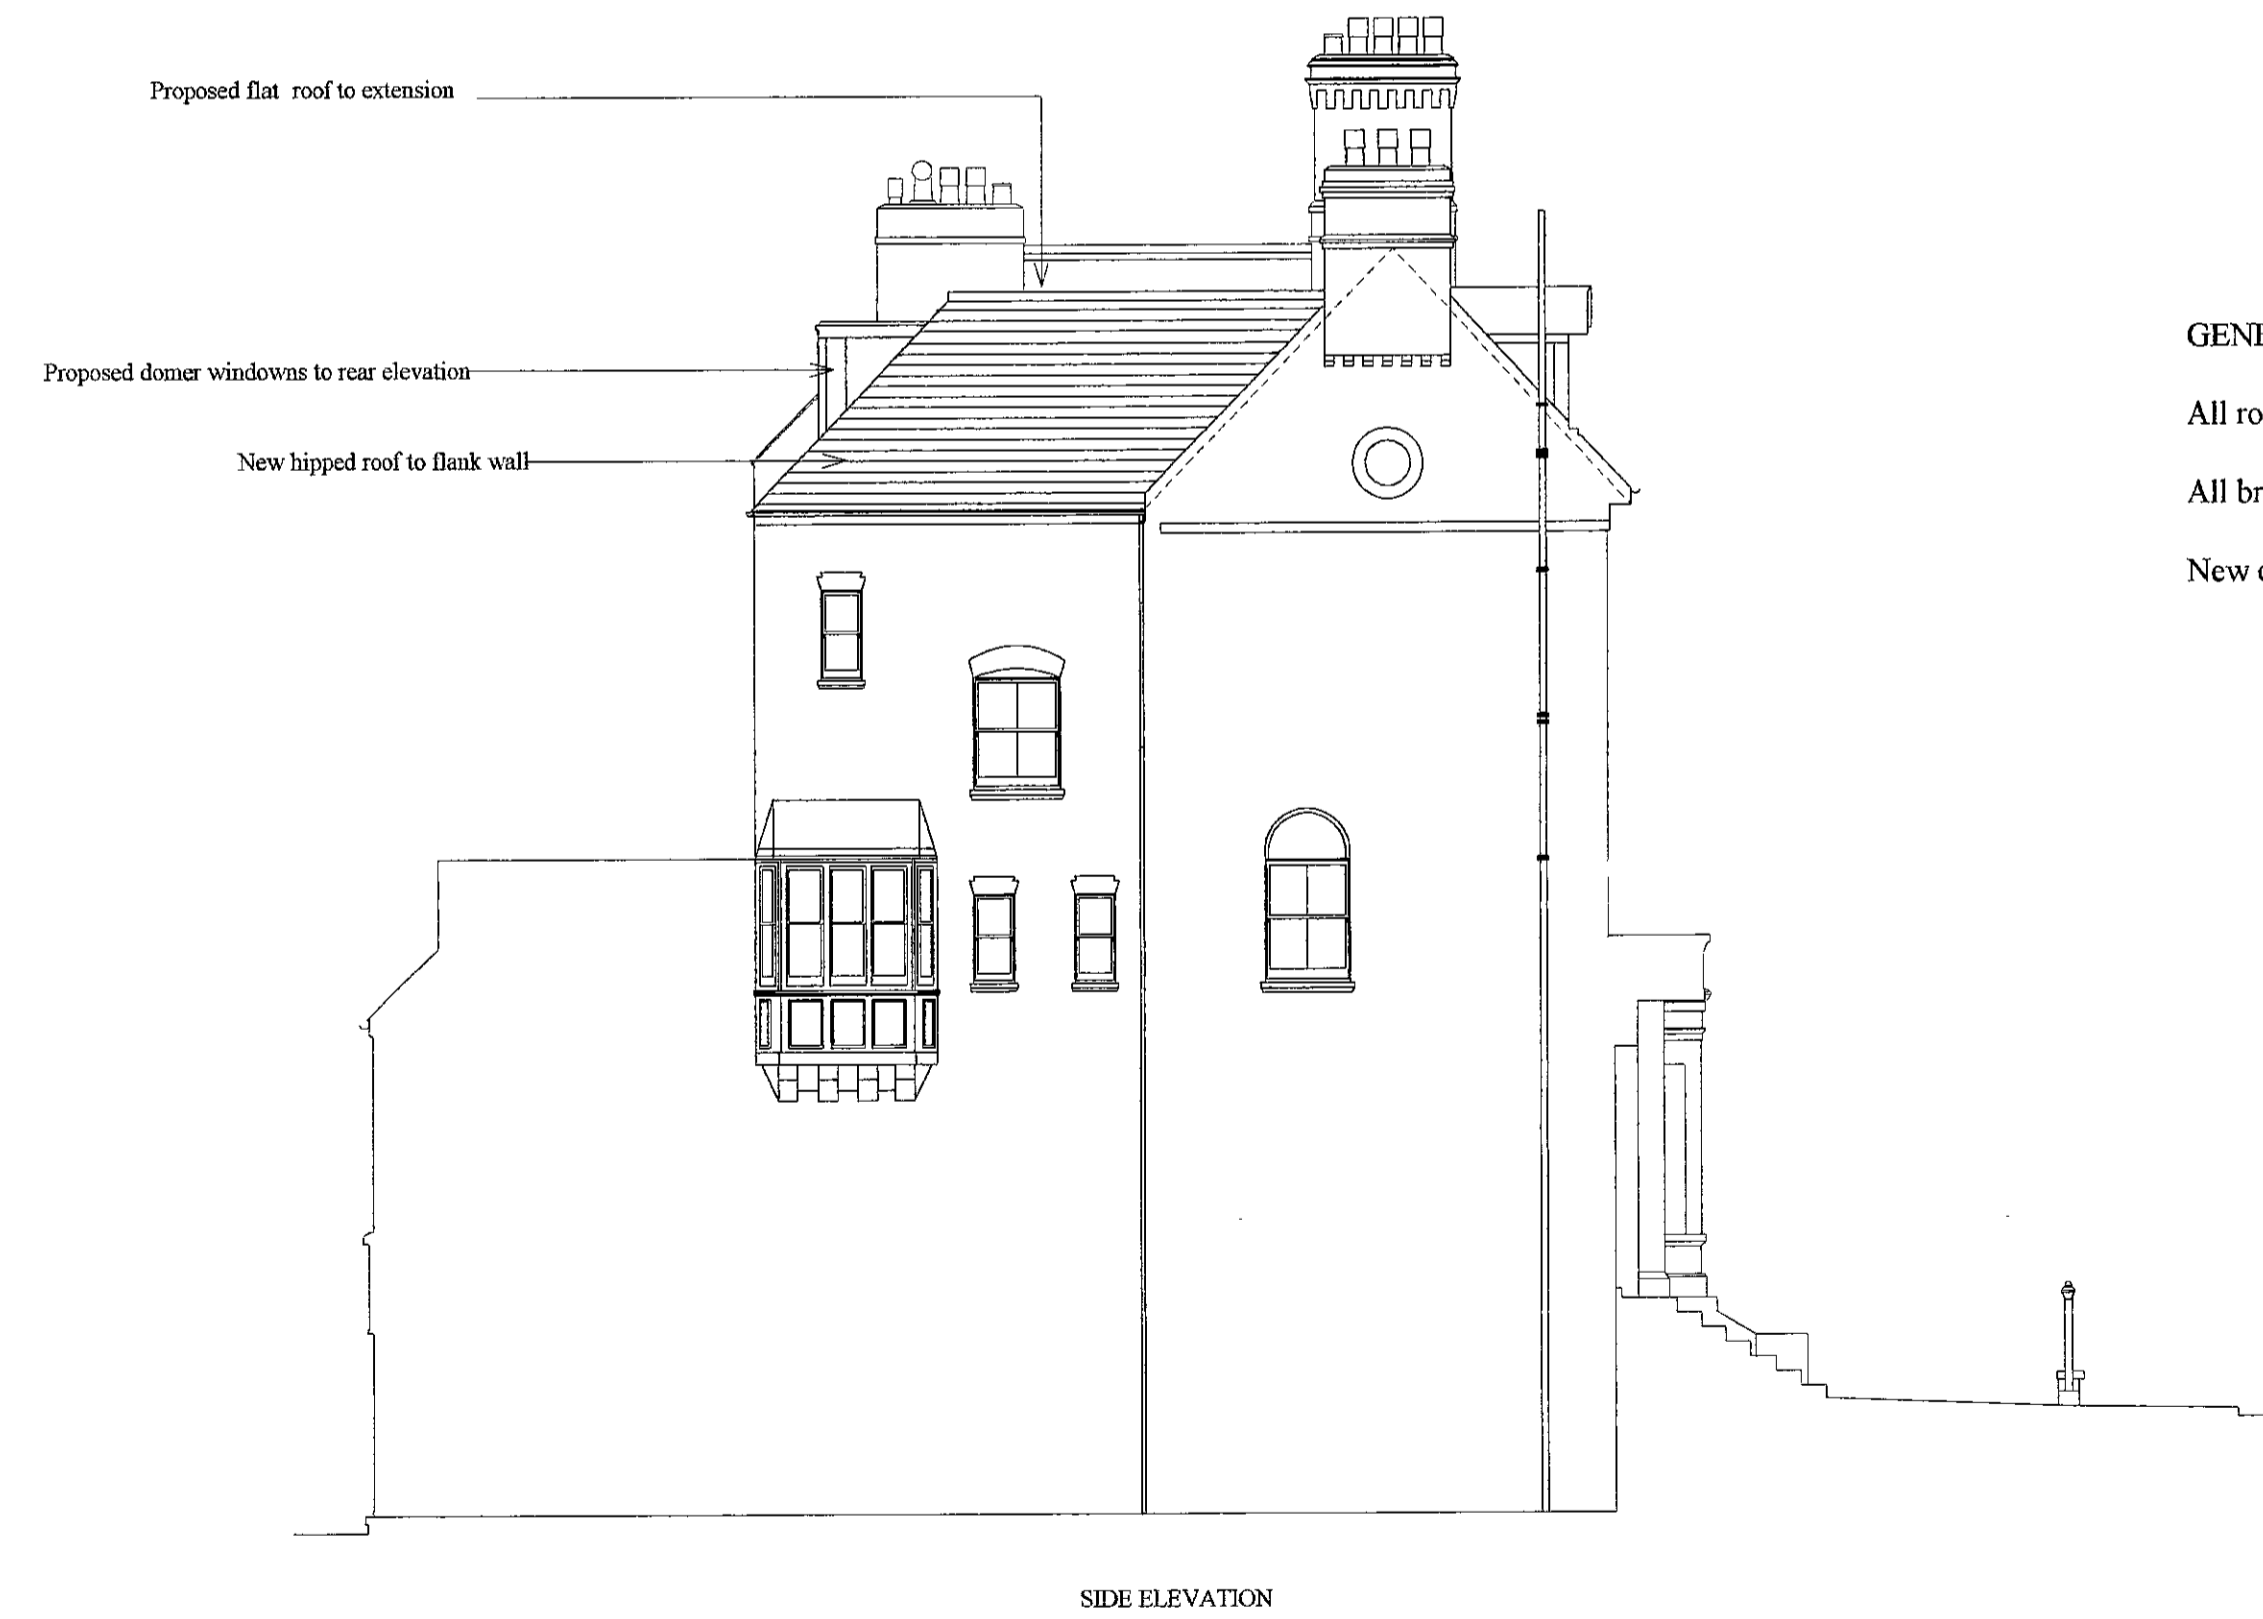 Proposed flat roof to extension
Proposed domer windowns to rear elevation
New hipped roof to flank wall
GENE
All ro
All br
New
SIDE ELEVATION